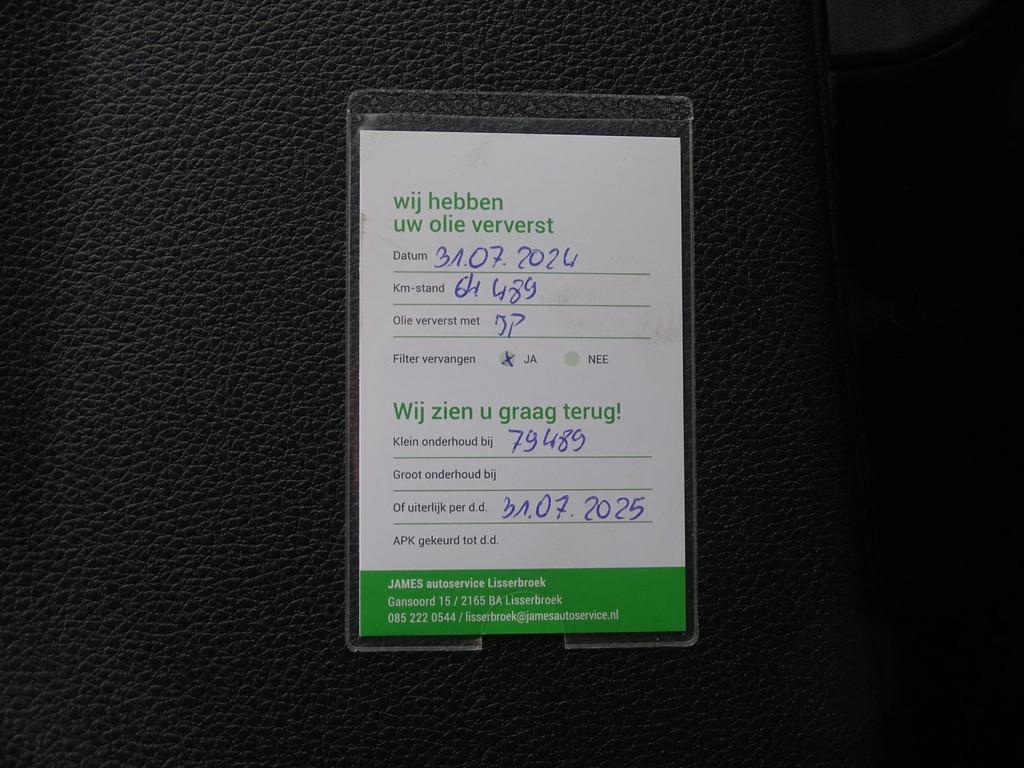 wij hebben
uw olie ververst
Datum 31.07.2024
Km-stand 64 489
Olie ververst met
Filter vervangen x JA NEE
Wij zien u graag terug!
Klein onderhoud bij 79489
Groot onderhoud bij
Of uiterlijk per d.d. 31.07.2025
APK gekeurd tot d.d.
JAMES autoservice Lisserbroek
Gansoord 15 / 2165 BA Lisserbroek
085 222 0544 / lisserbroek@jamesautoservice.nl